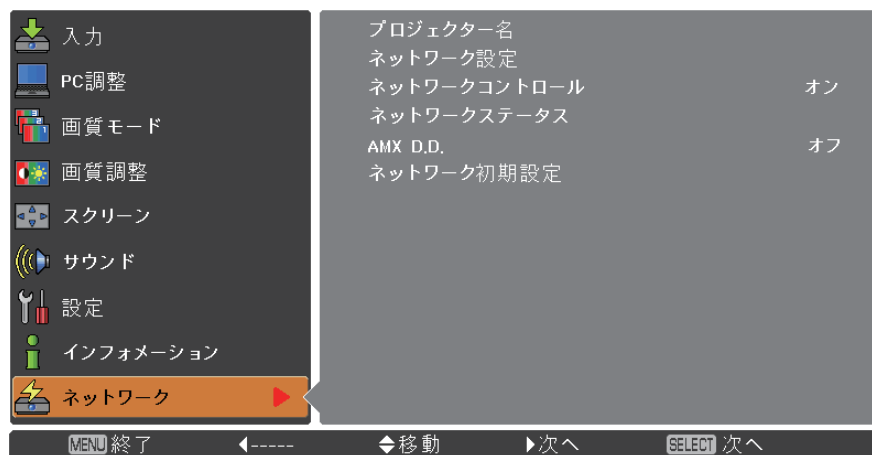 入力
PC調整
画質モード
画質調整
スクリーン
サウンド
設定
インフォメーション
ネットワーク
プロジェクター名
ネットワーク設定
ネットワークコントロール オン
ネットワークステータス
AMX D.D. オフ
ネットワーク初期設定
MENU 終了 ◀----- ◆移動 ▶次へ SELECT 次へ